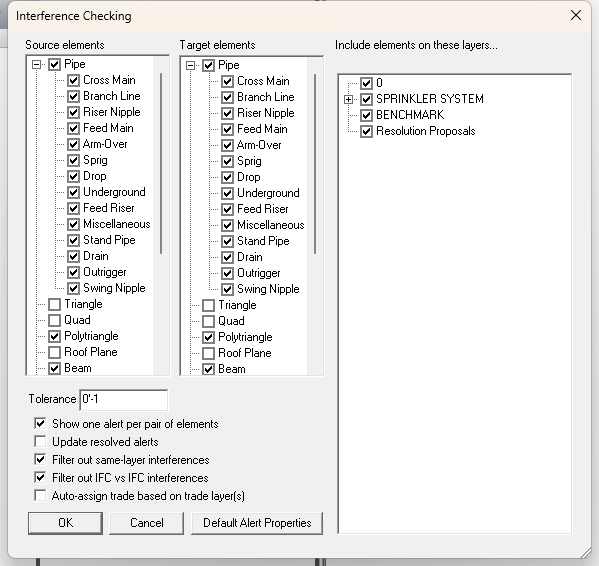 Interference Checking
Source elements
Pipe
Cross Main
Branch Line
Riser Nipple
Feed Main
Arm-Over
Sprig
Drop
Underground
Feed Riser
Miscellaneous
Stand Pipe
Drain
Outrigger
Swing Nipple
Triangle
Quad
Polytriangle
Roof Plane
Beam
Target elements
Pipe
Cross Main
Branch Line
Riser Nipple
Feed Main
Arm-Over
Sprig
Drop
Underground
Feed Riser
Miscellaneous
Stand Pipe
Drain
Outrigger
Swing Nipple
Triangle
Quad
Polytriangle
Roof Plane
Beam
Include elements on these layers...
0
SPRINKLER SYSTEM
BENCHMARK
Resolution Proposals
Tolerance 0'-1
Show one alert per pair of elements
Update resolved alerts
Filter out same-layer interferences
Filter out IFC vs IFC interferences
Auto-assign trade based on trade layer(s)
OK Cancel Default Alert Properties